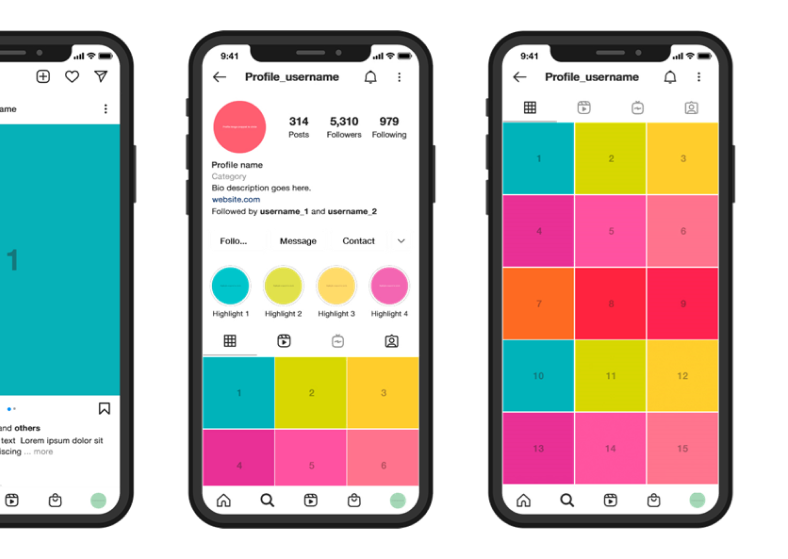 ame
1
and others
text Lorem ipsum dolor sit
iscing ... more
9:41
Profile_username
314 5,310 979
Posts Followers Following
Profile name
Category
Bio description goes here.
website.com
Followed by username_1 and username_2
Follo... Message Contact
Highlight 1 Highlight 2 Highlight 3 Highlight 4
1 2 3
4 5 6
9:41
Profile_username
1 2 3
4 5 6
7 8 9
10 11 12
13 14 15